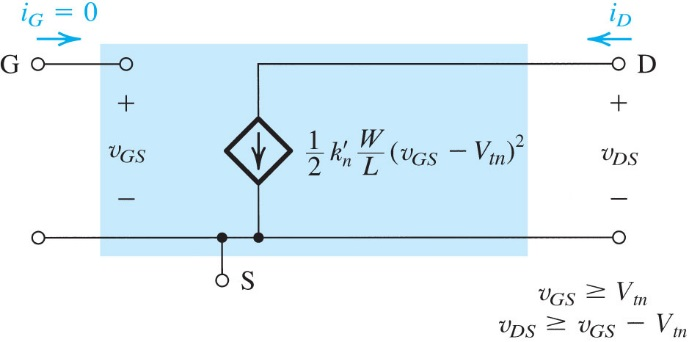 i_G = 0
i_D
G
D
+
+
v_GS
1/2 k'_n W/L (v_GS − V_tn)²
v_DS
−
−
S
v_GS ≥ V_tn
v_DS ≥ v_GS − V_tn